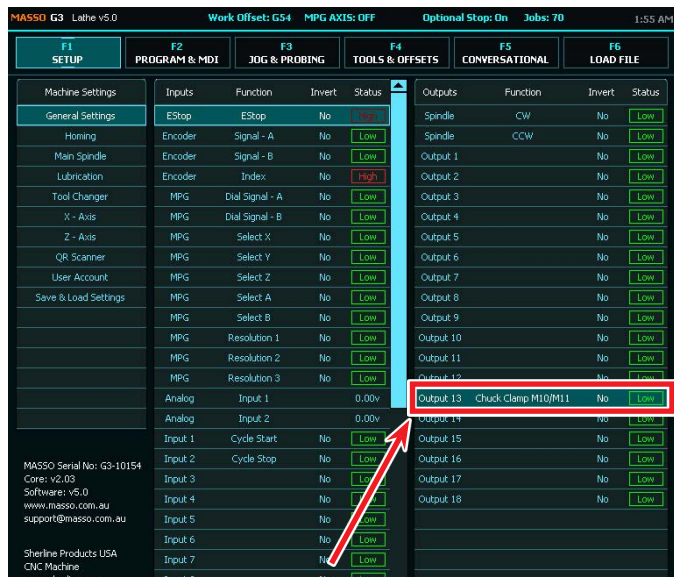 MASSO G3 Lathe v5.0 Work Offset: G54 MPG AXIS: OFF Optional Stop: On Jobs: 70 1:55 AM
F1 F2 F3 F4 F5 F6
SETUP PROGRAM & MDI JOG & PROBING TOOLS & OFFSETS CONVERSATIONAL LOAD FILE
Machine Settings
General Settings
Homing
Main Spindle
Lubrication
Tool Changer
X - Axis
Z - Axis
QR Scanner
User Account
Save & Load Settings
MASSO Serial No: G3-10154
Core: v2.03
Software: v5.0
www.masso.com.au
support@masso.com.au
Sherline Products USA
CNC Machine
Inputs Function Invert Status
EStop EStop No High
Encoder Signal - A No Low
Encoder Signal - B No Low
Encoder Index No High
MPG Dial Signal - A No Low
MPG Dial Signal - B No Low
MPG Select X No Low
MPG Select Y No Low
MPG Select Z No Low
MPG Select A No Low
MPG Select B No Low
MPG Resolution 1 No Low
MPG Resolution 2 No Low
MPG Resolution 3 No Low
Analog Input 1 0.00v
Analog Input 2 0.00v
Input 1 Cycle Start No Low
Input 2 Cycle Stop No Low
Input 3 No Low
Input 4 No Low
Input 5 No Low
Input 6 No Low
Input 7 No Low
Outputs Function Invert Status
Spindle CW No Low
Spindle CCW No Low
Output 1 No Low
Output 2 No Low
Output 3 No Low
Output 4 No Low
Output 5 No Low
Output 6 No Low
Output 7 No Low
Output 8 No Low
Output 9 No Low
Output 10 No Low
Output 11 No Low
Output 12 No Low
Output 13 Chuck Clamp M10/M11 No Low
Output 14 No Low
Output 15 No Low
Output 16 No Low
Output 17 No Low
Output 18 No Low